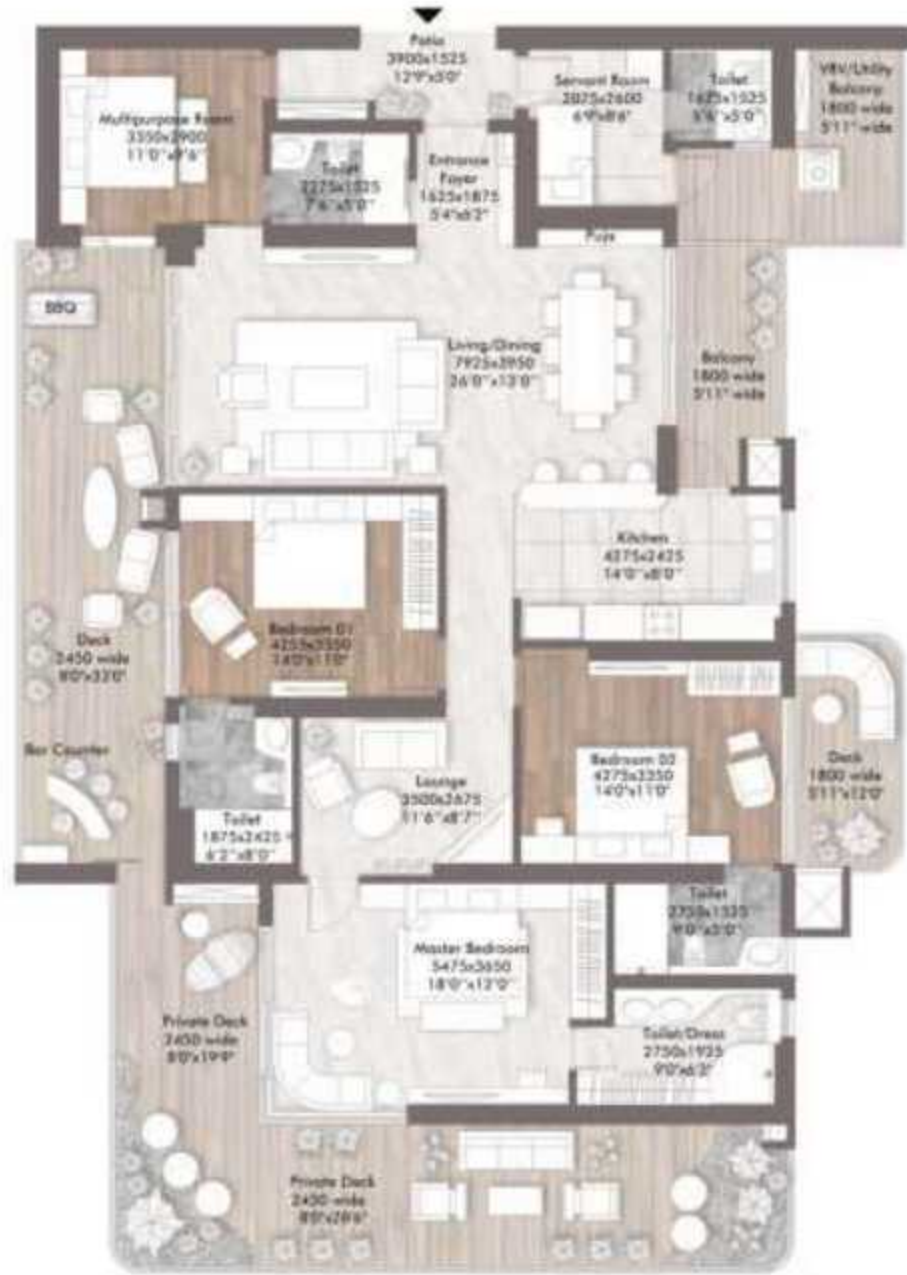 Patio
3900x1525
12'9"x5'0"
Servant Room
2075x2600
6'9"x8'6"
Toilet
1625x1525
5'6"x5'0"
VRV/Utility
Balcony
1800 wide
5'11" wide
Multipurpose Room
3350x2900
11'0"x9'6"
Toilet
2275x1525
7'6"x5'0"
Entrance
Foyer
1625x1875
5'4"x6'2"
Puja
BBQ
Living/Dining
7925x3950
26'0"x13'0"
Balcony
1800 wide
5'11" wide
Kitchen
4275x2425
14'0"x8'0"
Bedroom 01
4255x3350
14'0"x11'0"
Deck
2450 wide
8'0"x33'0"
Bar Counter
Bedroom 02
4275x3350
14'0"x11'0"
Deck
1800 wide
5'11"x12'0"
Lounge
3500x2675
11'6"x8'7"
Toilet
1875x2425
6'2"x8'0"
Toilet
2750x1525
9'0"x5'0"
Master Bedroom
5475x3650
18'0"x12'0"
Private Deck
2450 wide
8'0"x19'9"
Toilet/Dress
2750x1925
9'0"x6'3"
Private Deck
2450 wide
8'0"x28'6"